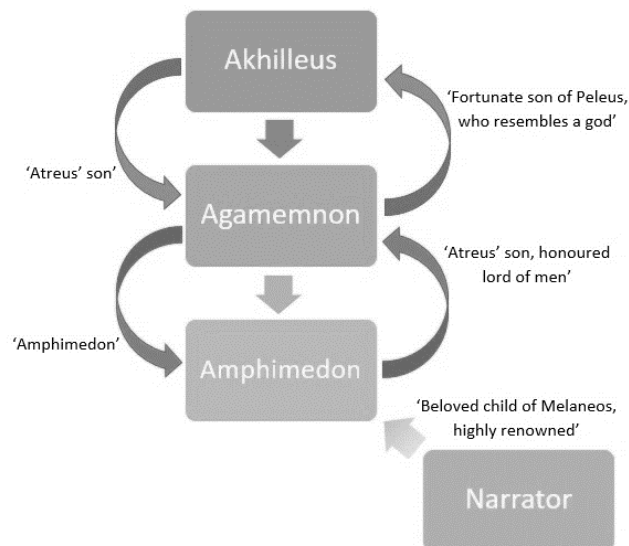 Akhilleus
‘Fortunate son of Peleus,
who resembles a god’
‘Atreus’ son’
Agamemnon
‘Atreus’ son, honoured
lord of men’
‘Amphimedon’
Amphimedon
‘Beloved child of Melaneos,
highly renowned’
Narrator